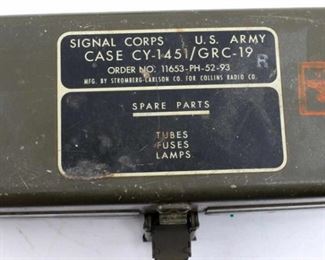 SIGNAL CORPS U.S. ARMY
CASE CY-1451/GRC-19
R
ORDER NO. 11653-PH-52-93
MFG. BY STROMBERG-CARLSON CO. FOR COLLINS RADIO CO.
SPARE PARTS
TUBES
FUSES
LAMPS